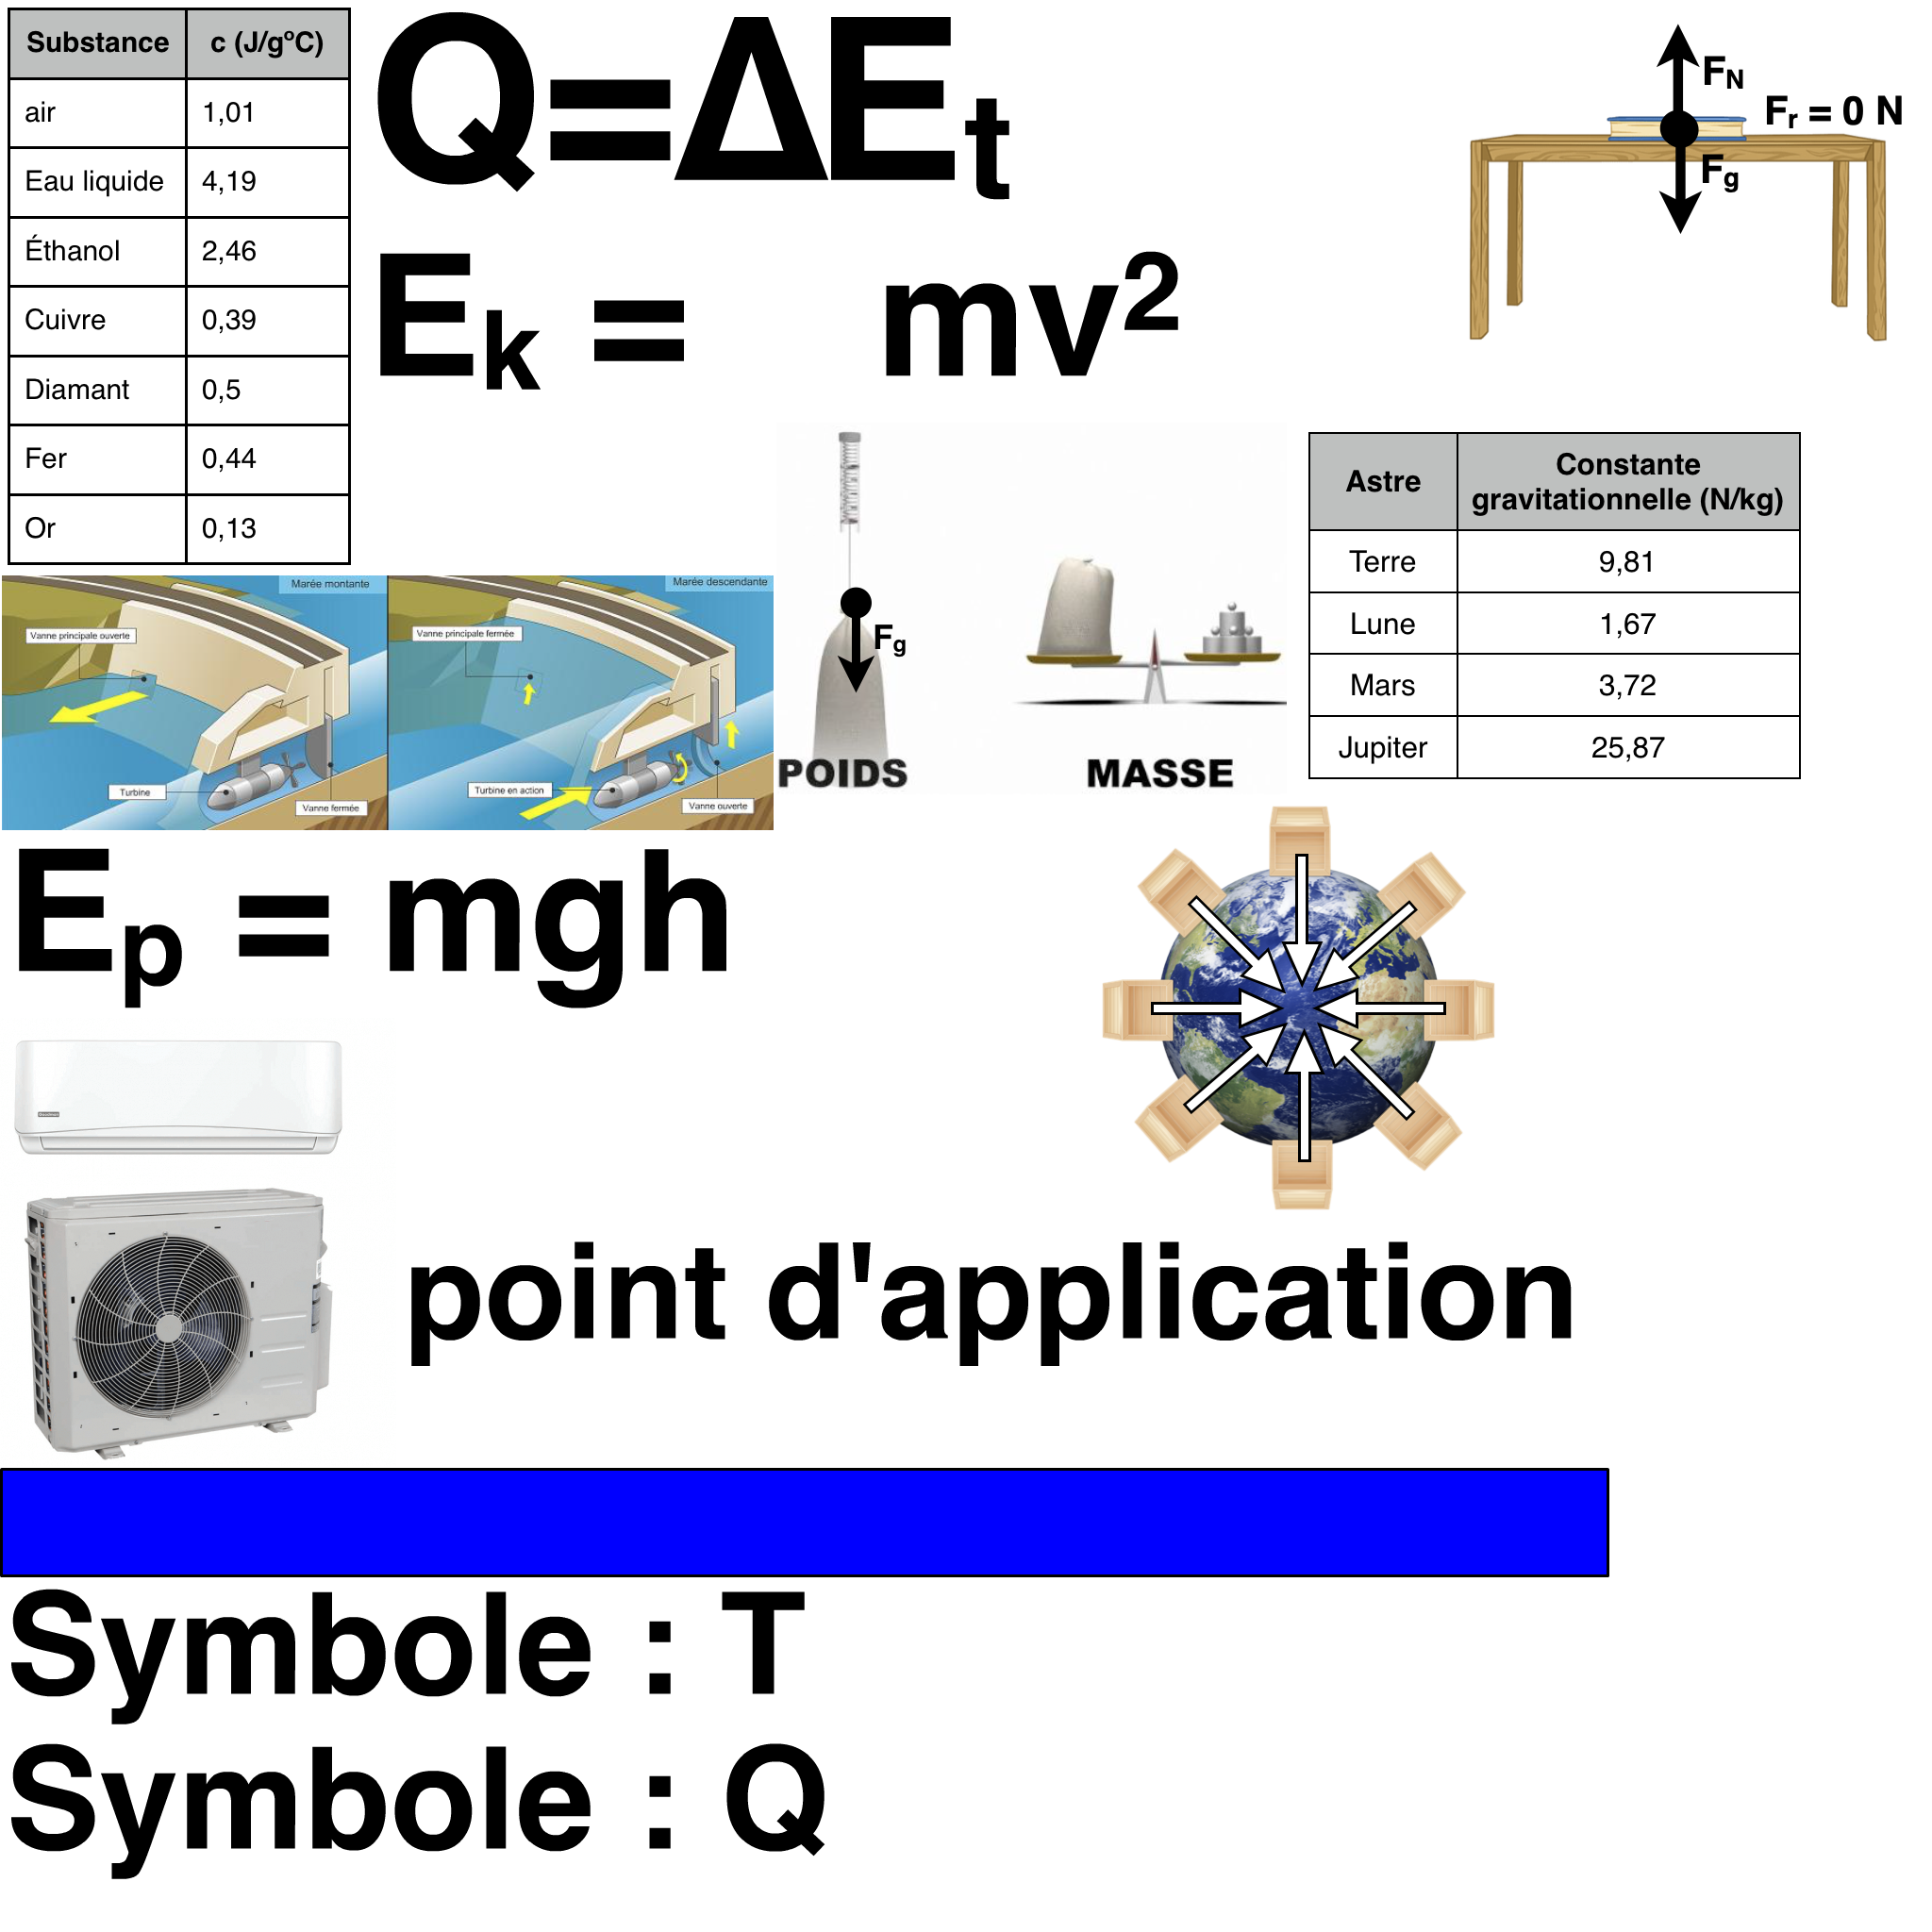 Substance c (J/g°C)
air 1,01
Eau liquide 4,19
Éthanol 2,46
Cuivre 0,39
Diamant 0,5
Fer 0,44
Or 0,13
Q=ΔEt
Ek = mv²
FN
Fr = 0 N
Fg
Marée montante
Vanne principale ouverte
Turbine
Vanne fermée
Marée descendante
Vanne principale fermée
Turbine en action
Vanne ouverte
Fg
POIDS
MASSE
Astre Constante
gravitationnelle (N/kg)
Terre 9,81
Lune 1,67
Mars 3,72
Jupiter 25,87
Ep = mgh
point d'application
Symbole : T
Symbole : Q